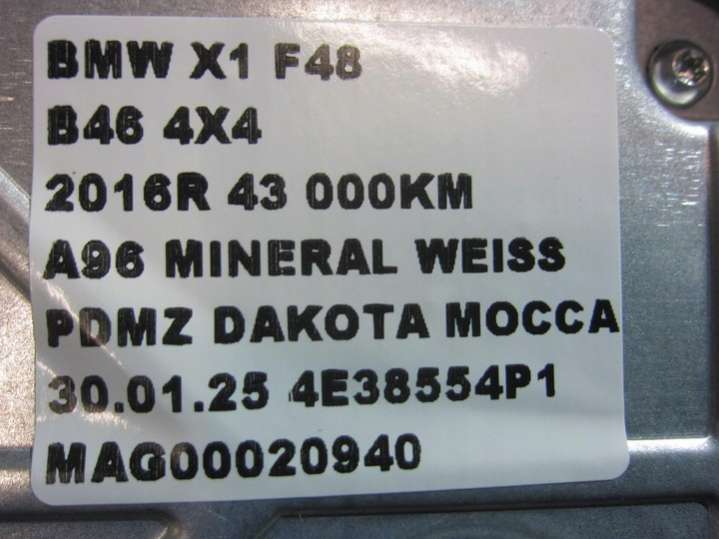 BMW X1 F48
B46 4X4
2016R 43 000KM
A96 MINERAL WEISS
PDMZ DAKOTA MOCCA
30.01.25 4E38554P1
MAG00020940